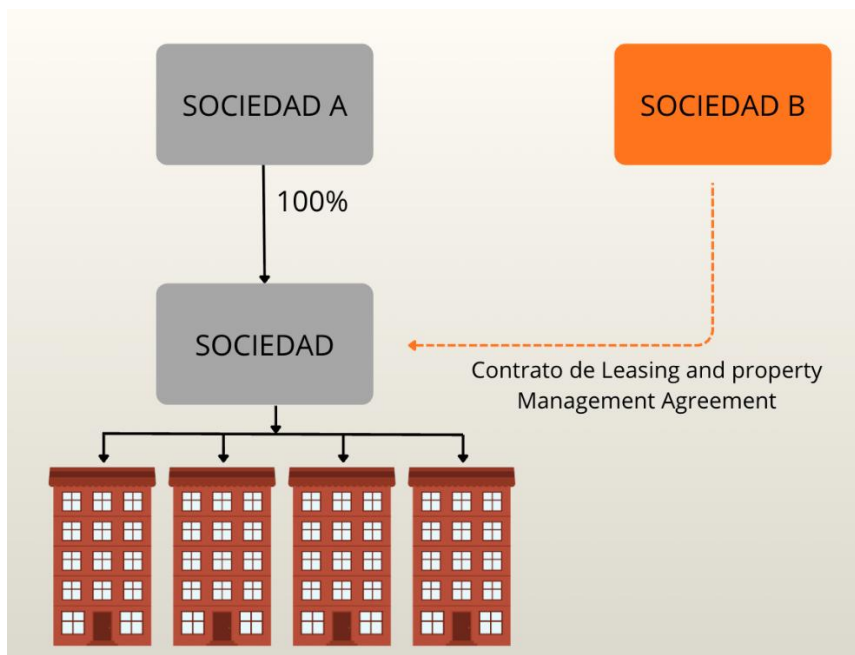 SOCIEDAD A
SOCIEDAD B
100%
SOCIEDAD
Contrato de Leasing and property
Management Agreement